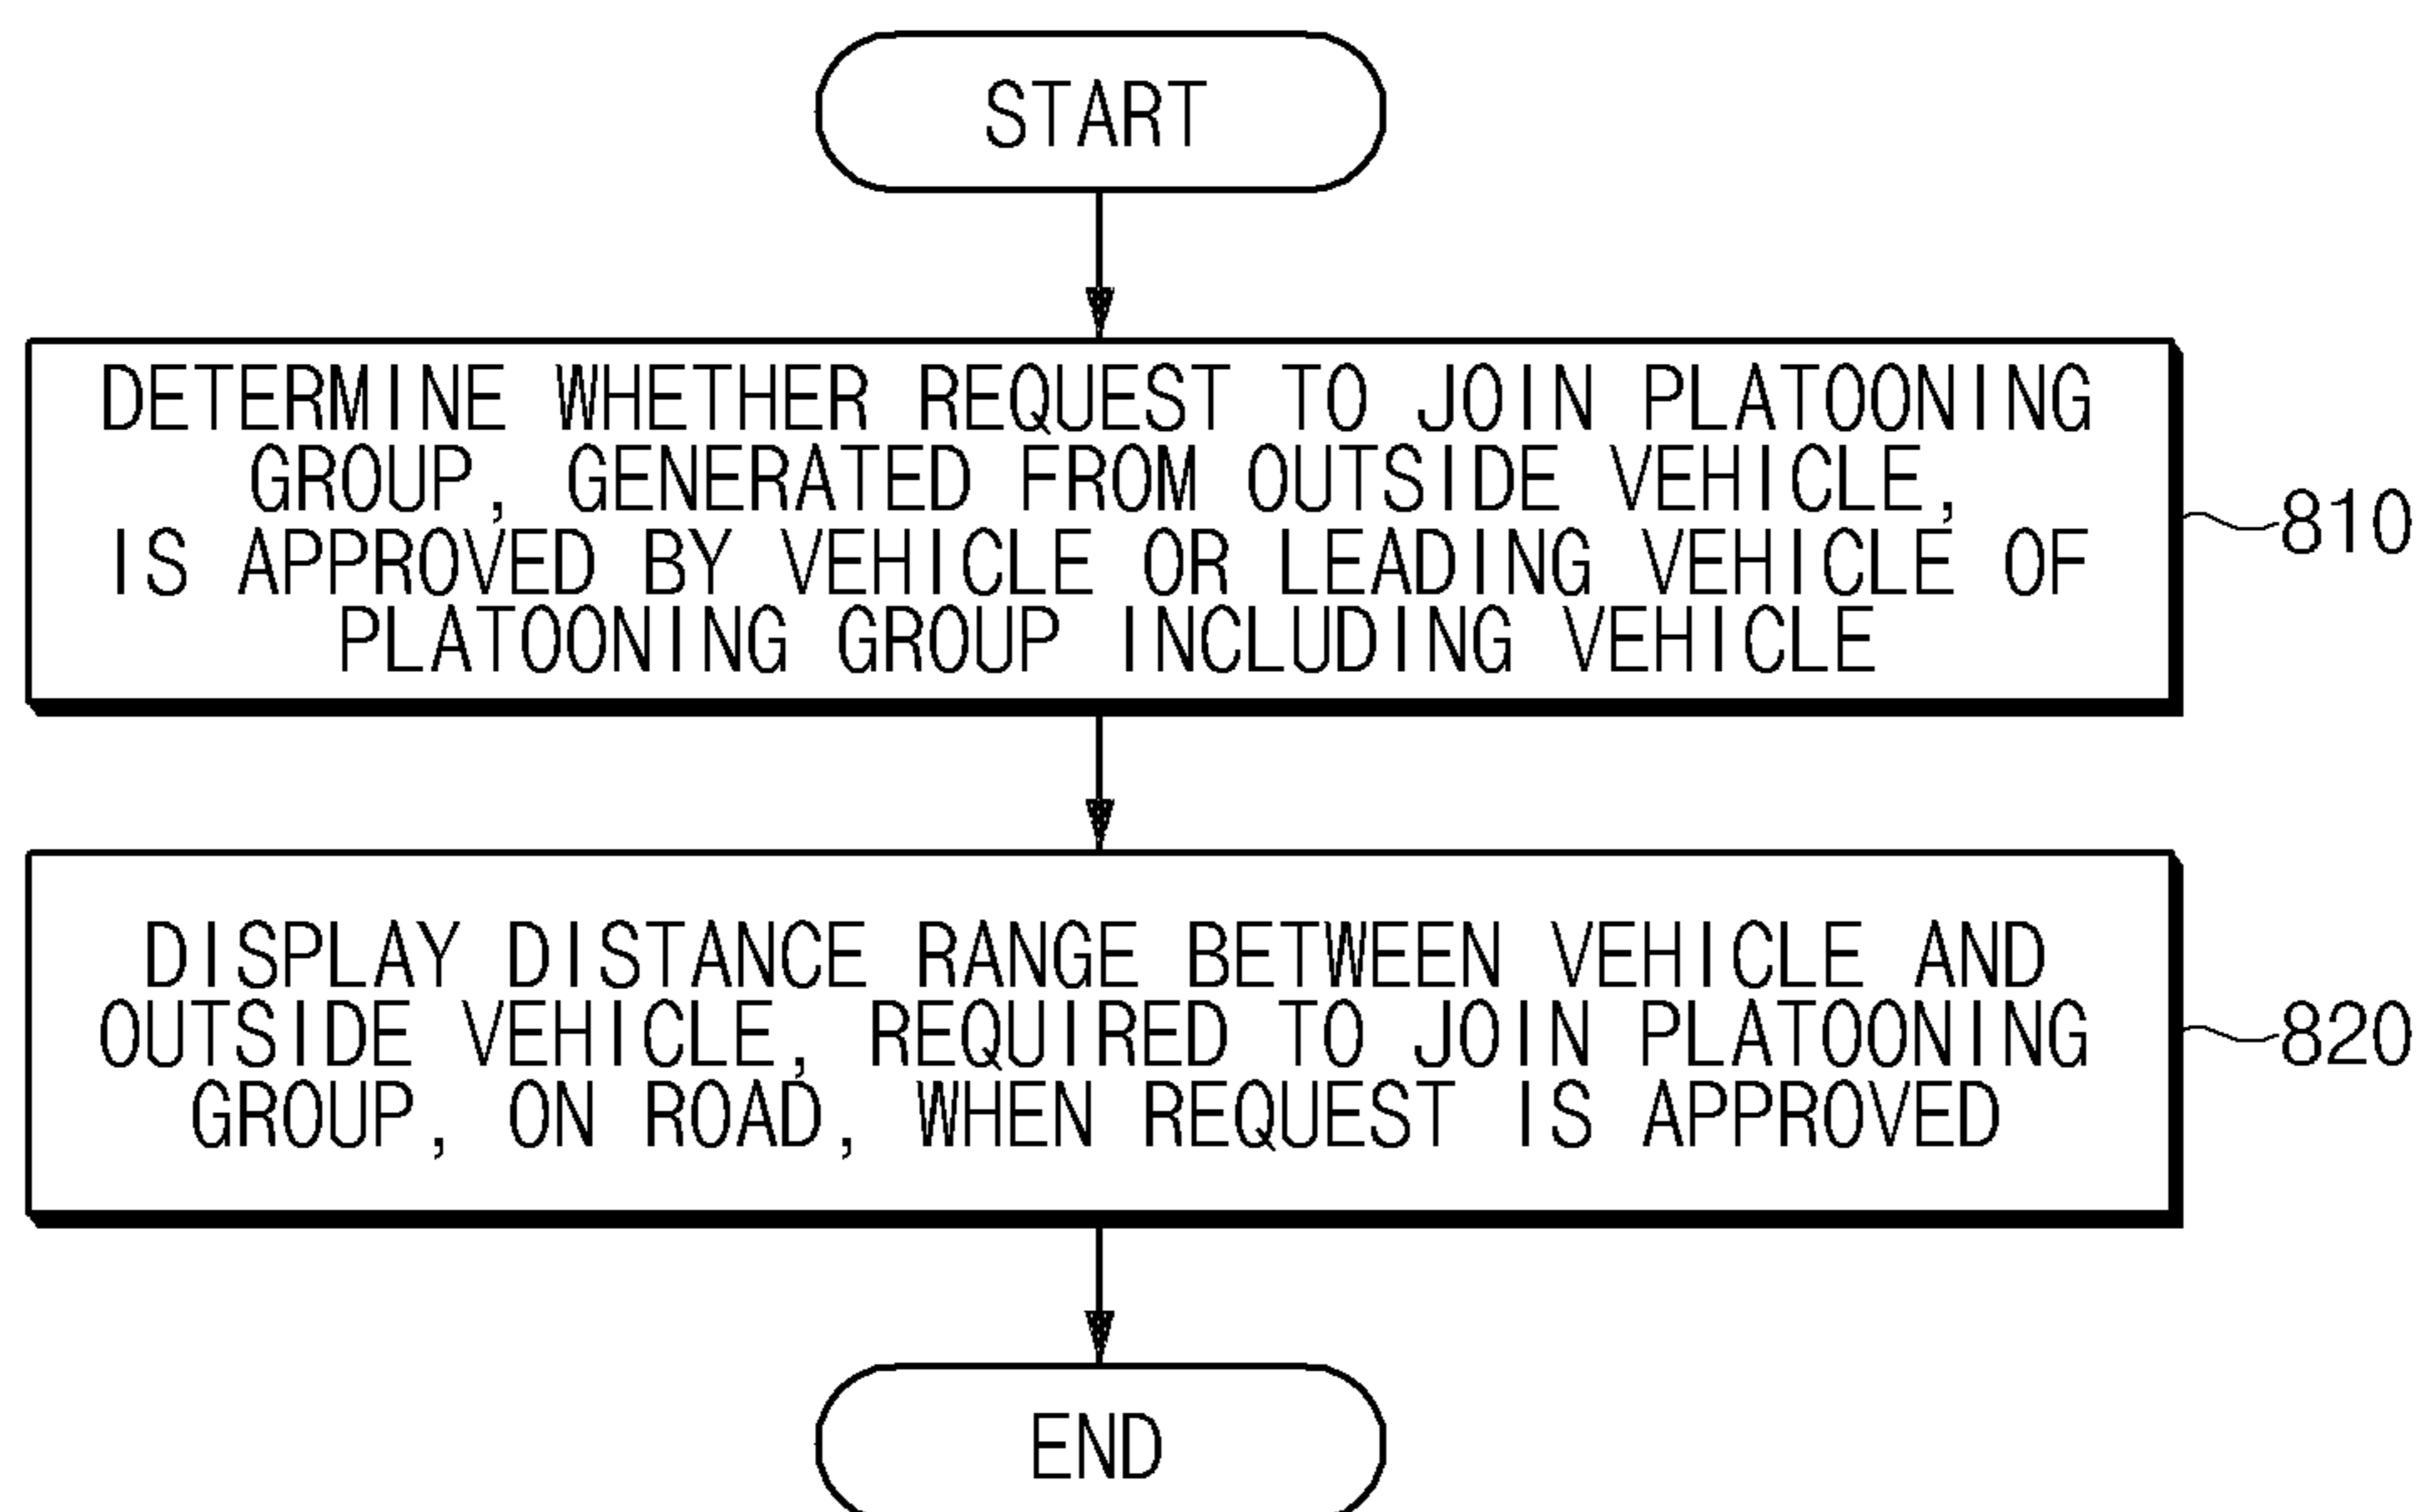 START
DETERMINE WHETHER REQUEST TO JOIN PLATOONING
GROUP, GENERATED FROM OUTSIDE VEHICLE,
IS APPROVED BY VEHICLE OR LEADING VEHICLE OF
PLATOONING GROUP INCLUDING VEHICLE
810
DISPLAY DISTANCE RANGE BETWEEN VEHICLE AND
OUTSIDE VEHICLE, REQUIRED TO JOIN PLATOONING
GROUP, ON ROAD, WHEN REQUEST IS APPROVED
820
END